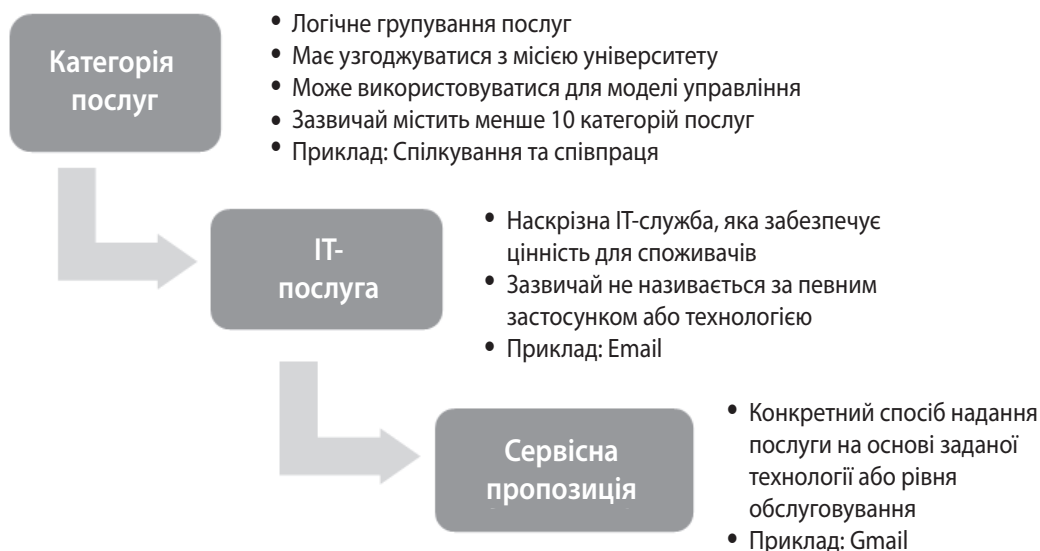 Категорія
послуг
• Логічне групування послуг
• Має узгоджуватися з місією університету
• Може використовуватися для моделі управління
• Зазвичай містить менше 10 категорій послуг
• Приклад: Спілкування та співпраця
ІТ-
послуга
• Наскрізна ІТ-служба, яка забезпечує
цінність для споживачів
• Зазвичай не називається за певним
застосунком або технологією
• Приклад: Email
Сервісна
пропозиція
• Конкретний спосіб надання
послуги на основі заданої
технології або рівня
обслуговування
• Приклад: Gmail